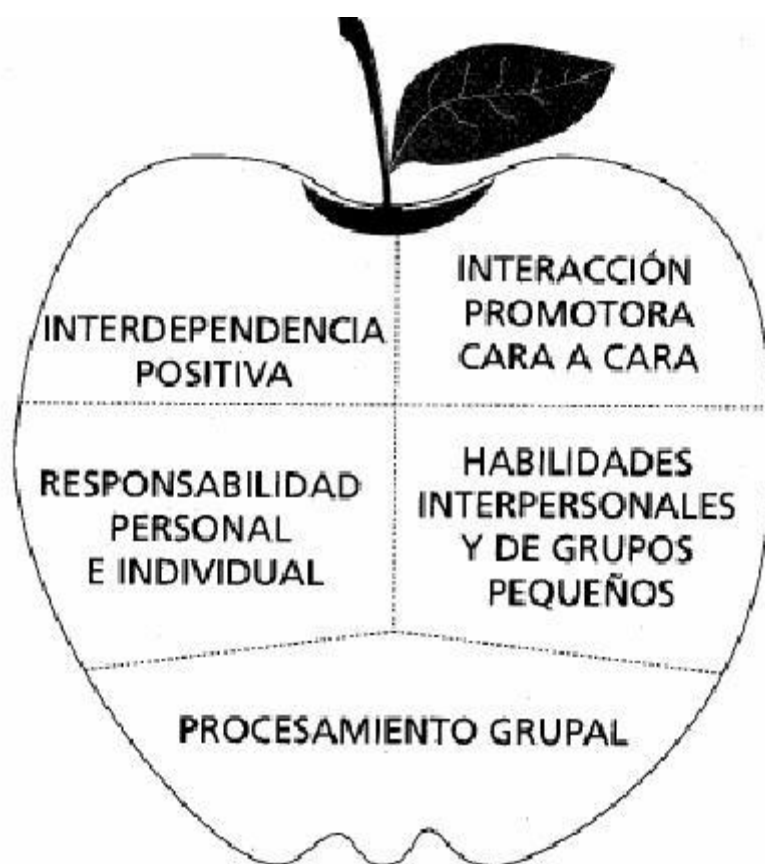 INTERDEPENDENCIA
POSITIVA
INTERACCIÓN
PROMOTORA
CARA A CARA
RESPONSABILIDAD
PERSONAL
E INDIVIDUAL
HABILIDADES
INTERPERSONALES
Y DE GRUPOS
PEQUEÑOS
PROCESAMIENTO GRUPAL